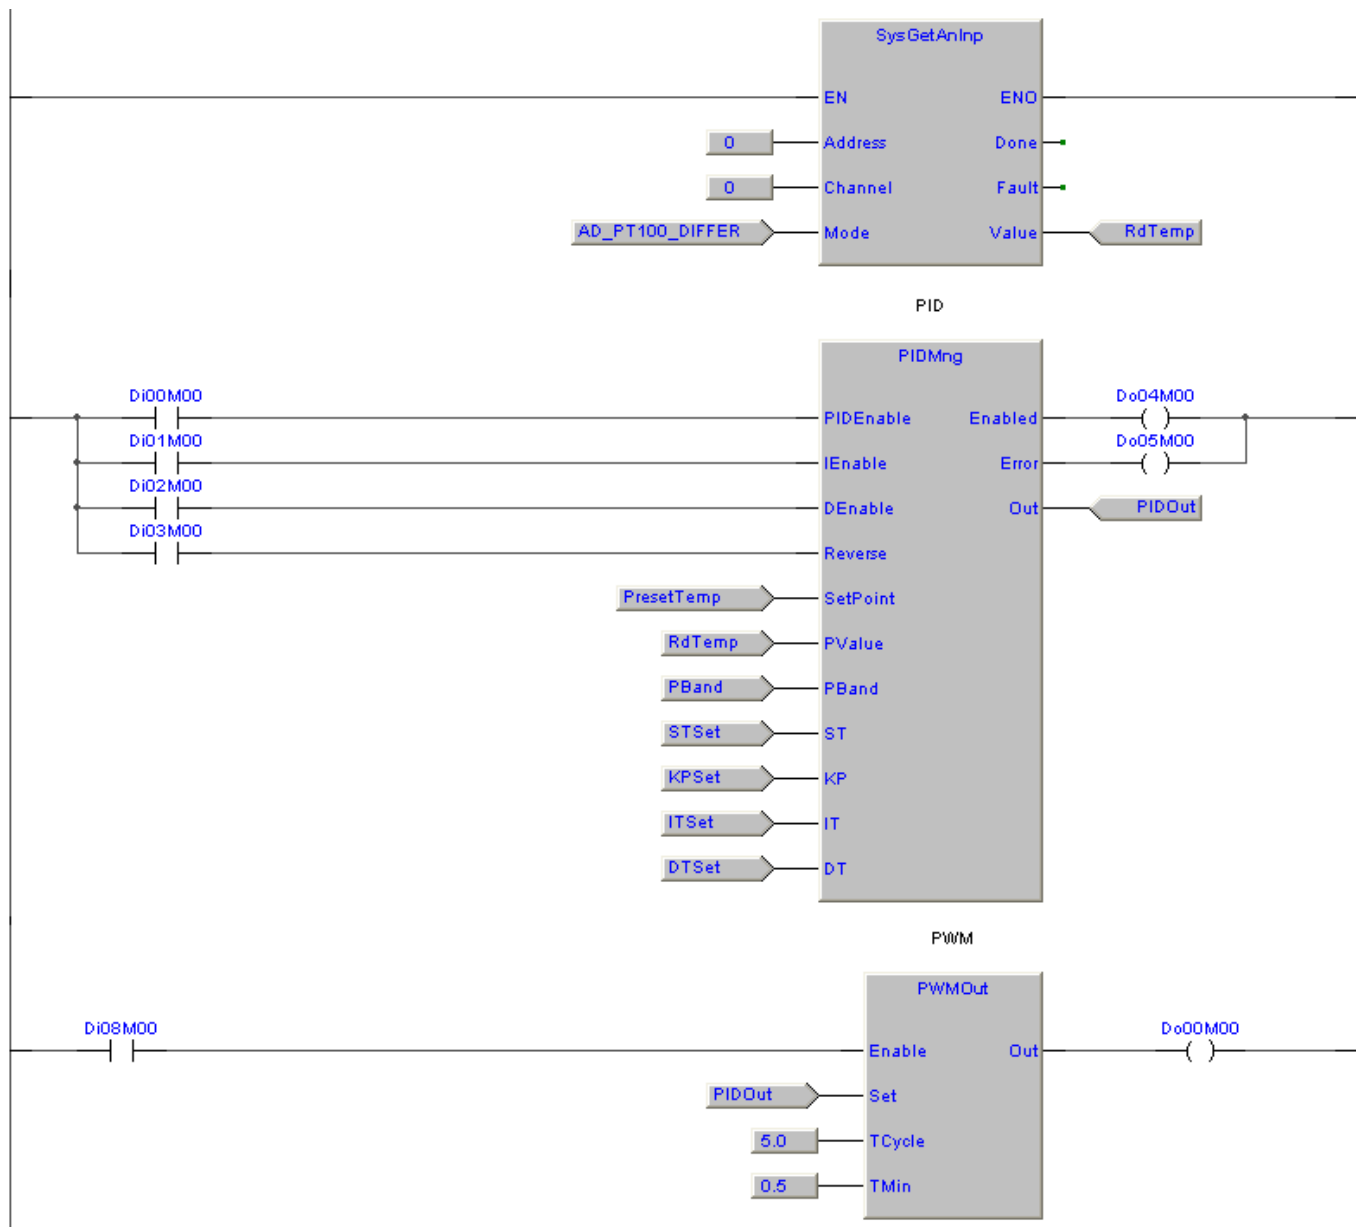 SysGetAnInp
EN ENO
0 Address Done
0 Channel Fault
AD_PT100_DIFFER Mode Value RdTemp
PID
PIDMng
Di00M00 Do04M00
PIDEnable Enabled
Di01M00 Do05M00
IEnable Error
Di02M00
DEnable Out PIDOut
Di03M00
Reverse
PresetTemp SetPoint
RdTemp PValue
PBand PBand
STSet ST
KPSet KP
ITSet IT
DTSet DT
PWM
PWMOut
Di08M00 Do00M00
Enable Out
PIDOut Set
5.0 TCycle
0.5 TMin